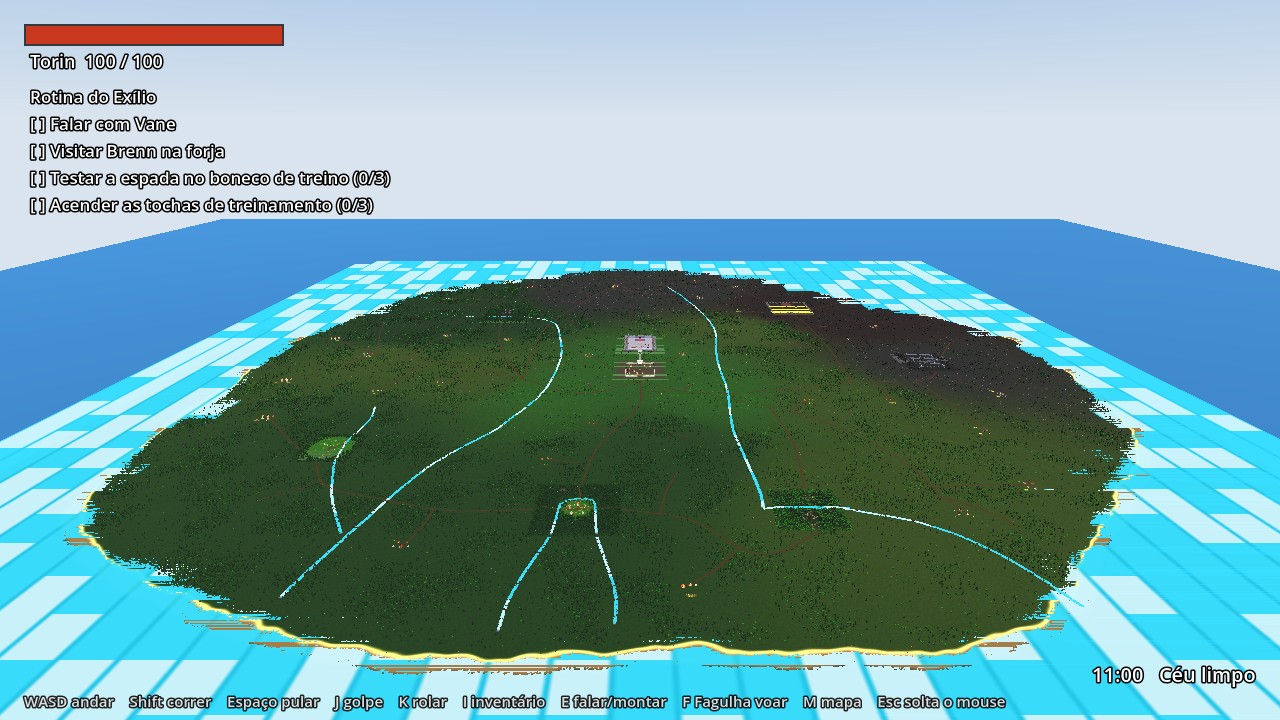 Torin 100 / 100
Rotina do Exílio
[ ] Falar com Vane
[ ] Visitar Brenn na forja
[ ] Testar a espada no boneco de treino (0/3)
[ ] Acender as tochas de treinamento (0/3)
11:00 Céu limpo
WASD andar Shift correr Espaço pular J golpe K rolar I inventário E falar/montar F Fagulha voar M mapa Esc solta o mouse